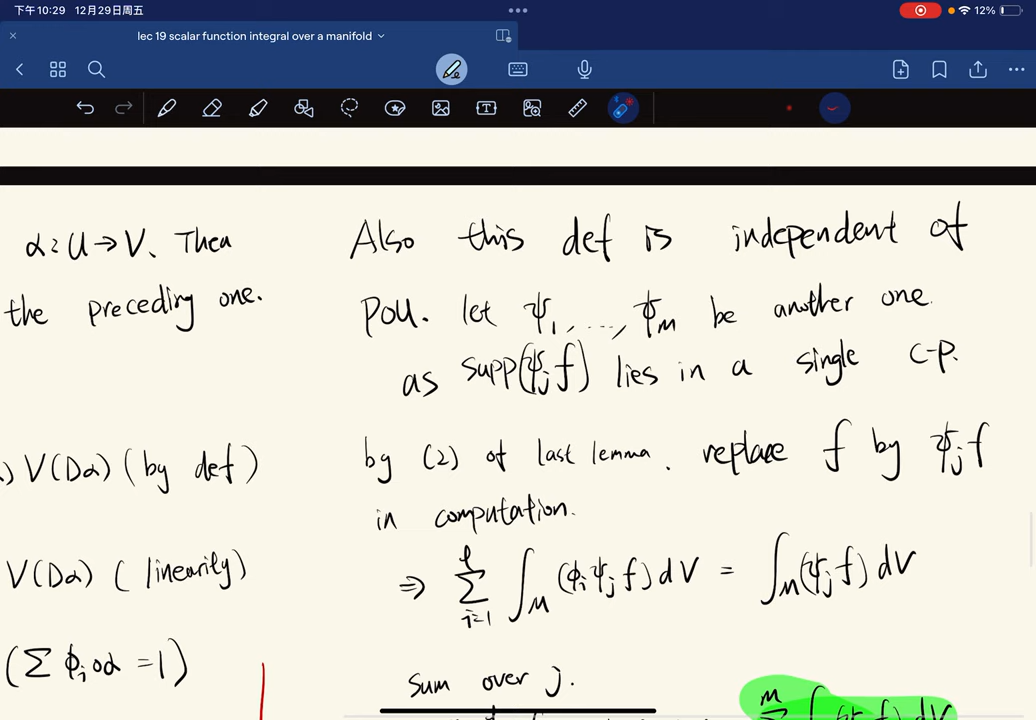 下午10:29 12月29日周五
12%
lec 19 scalar function integral over a manifold
α: U → V. Then
the preceding one.
V(Dα) (by def)
V(Dα) (linearity)
(Σ ϕᵢ∘α = 1)
Also this def is independent of
POU. let ψ₁, ..., ψₘ be another one.
as supp(ψⱼf) lies in a single C-P.
by (2) of last lemma. replace f by ψⱼf
in computation.
⇒ Σᵢ₌₁ˡ ∫_M (ϕᵢψⱼf) dV = ∫_M (ψⱼf) dV
sum over j.